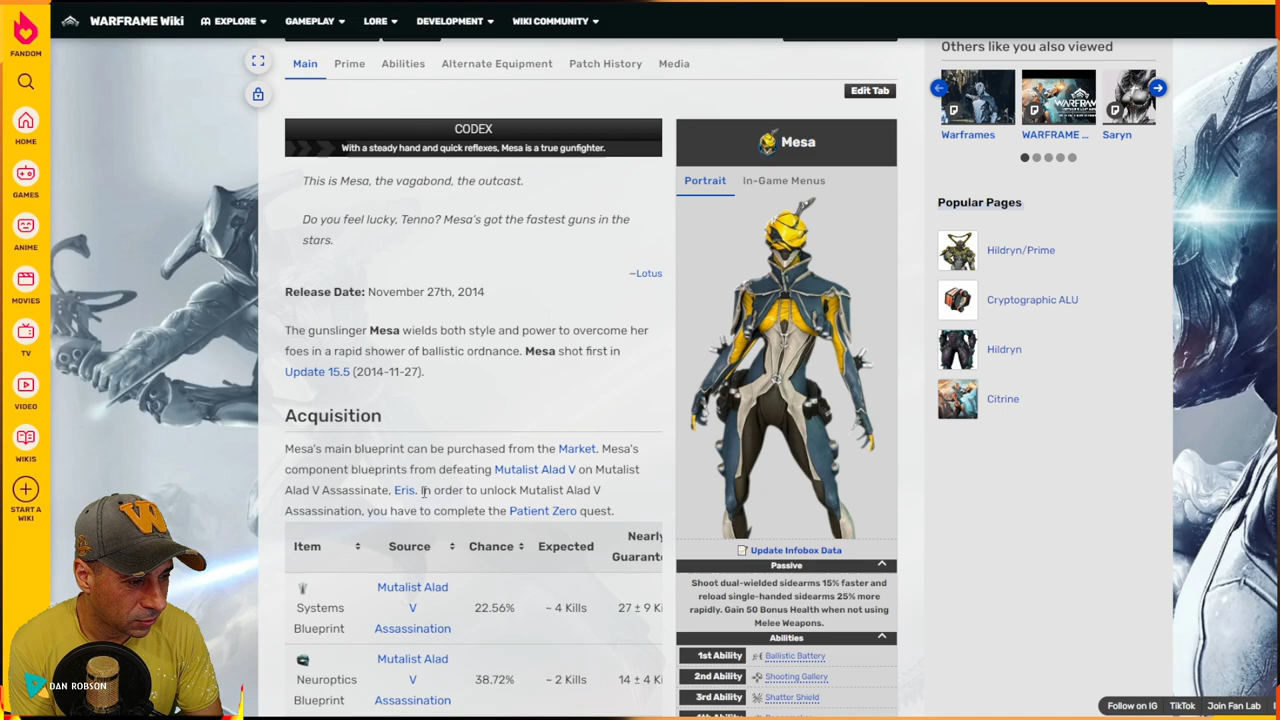 WARFRAME Wiki
EXPLORE
GAMEPLAY
LORE
DEVELOPMENT
WIKI COMMUNITY
FANDOM
HOME
GAMES
ANIME
MOVIES
TV
VIDEO
WIKIS
START A
WIKI
Main
Prime
Abilities
Alternate Equipment
Patch History
Media
Edit Tab
CODEX
With a steady hand and quick reflexes, Mesa is a true gunfighter.
This is Mesa, the vagabond, the outcast.
Do you feel lucky, Tenno? Mesa's got the fastest guns in the
stars.
—Lotus
Release Date: November 27th, 2014
The gunslinger Mesa wields both style and power to overcome her
foes in a rapid shower of ballistic ordnance. Mesa shot first in
Update 15.5 (2014-11-27).
Acquisition
Mesa's main blueprint can be purchased from the Market. Mesa's
component blueprints from defeating Mutalist Alad V on Mutalist
Alad V Assassinate, Eris. In order to unlock Mutalist Alad V
Assassination, you have to complete the Patient Zero quest.
Item
Source
Chance
Expected
Nearly
Guarante
Systems
Blueprint
Mutalist Alad
V
Assassination
22.56%
~ 4 Kills
27 ± 9 Ki
Neuroptics
Blueprint
Mutalist Alad
V
Assassination
38.72%
~ 2 Kills
14 ± 4 K
Mesa
Portrait
In-Game Menus
Update Infobox Data
Passive
Shoot dual-wielded sidearms 15% faster and
reload single-handed sidearms 25% more
rapidly. Gain 50 Bonus Health when not using
Melee Weapons.
Abilities
1st Ability
Ballistic Battery
2nd Ability
Shooting Gallery
3rd Ability
Shatter Shield
Others like you also viewed
Warframes
WARFRAME ...
Saryn
Popular Pages
Hildryn/Prime
Cryptographic ALU
Hildryn
Citrine
W
DAN ROBSON
Follow on IG
TikTok
Join Fan Lab